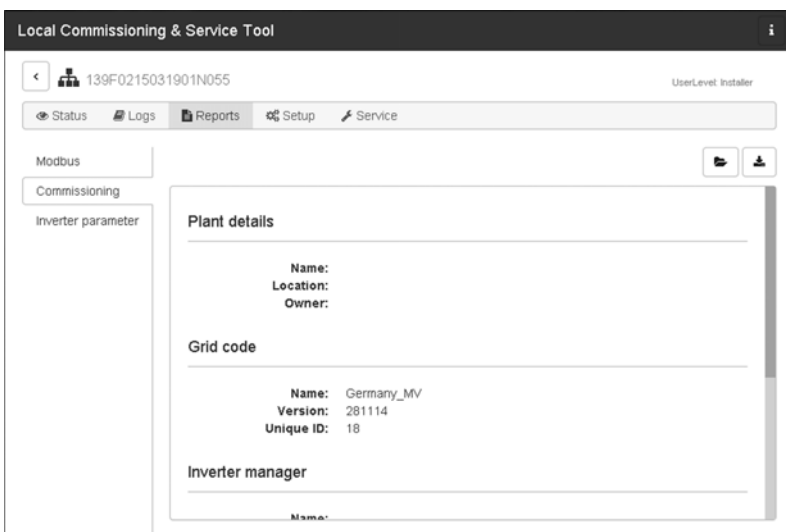 Local Commissioning & Service Tool
i
139F0215031901N055
UserLevel: Installer
Status Logs Reports Setup Service
Modbus
Commissioning
Inverter parameter
Plant details
Name:
Location:
Owner:
Grid code
Name: Germany_MV
Version: 281114
Unique ID: 18
Inverter manager
Name: